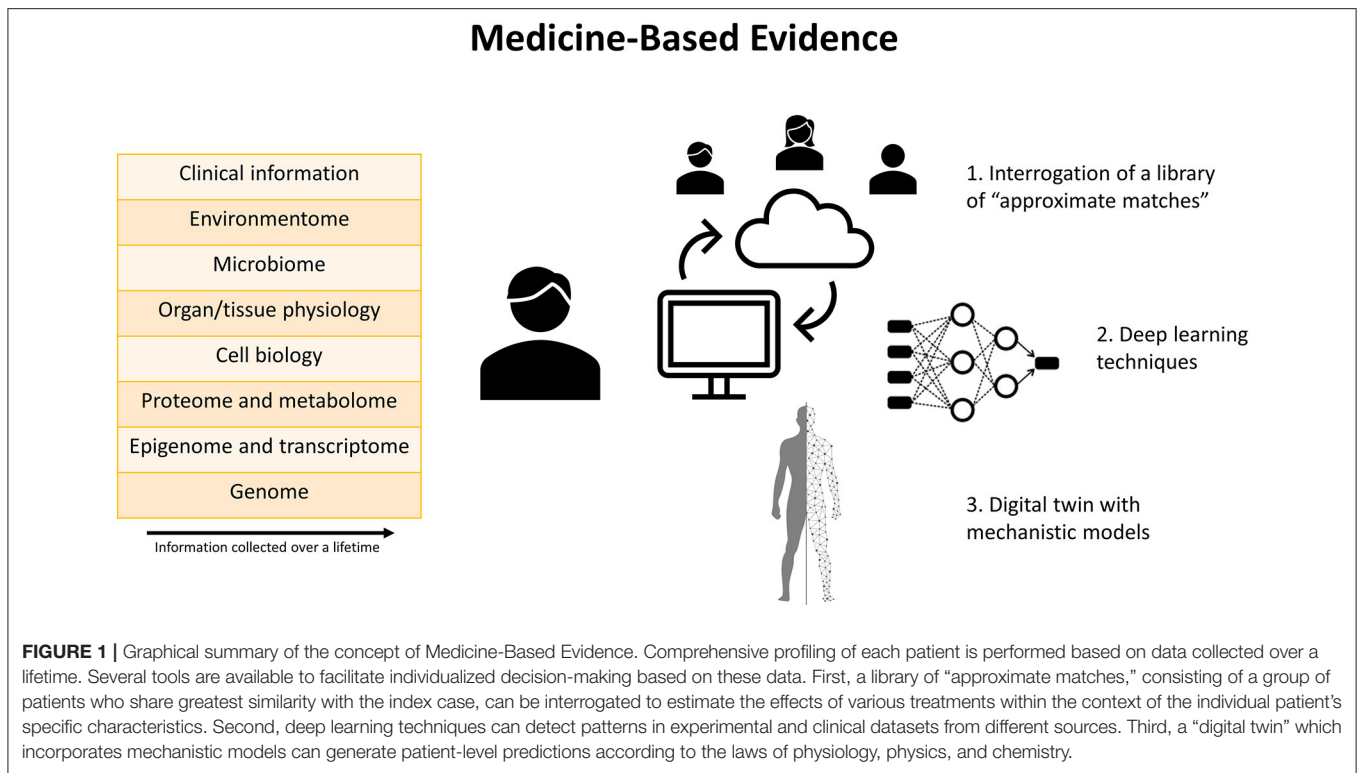 Medicine-Based Evidence
Clinical information
Environmentome
Microbiome
Organ/tissue physiology
Cell biology
Proteome and metabolome
Epigenome and transcriptome
Genome
Information collected over a lifetime
1. Interrogation of a library
of “approximate matches”
2. Deep learning
techniques
3. Digital twin with
mechanistic models
FIGURE 1 | Graphical summary of the concept of Medicine-Based Evidence. Comprehensive profiling of each patient is performed based on data collected over a
lifetime. Several tools are available to facilitate individualized decision-making based on these data. First, a library of “approximate matches,” consisting of a group of
patients who share greatest similarity with the index case, can be interrogated to estimate the effects of various treatments within the context of the individual patient’s
specific characteristics. Second, deep learning techniques can detect patterns in experimental and clinical datasets from different sources. Third, a “digital twin” which
incorporates mechanistic models can generate patient-level predictions according to the laws of physiology, physics, and chemistry.